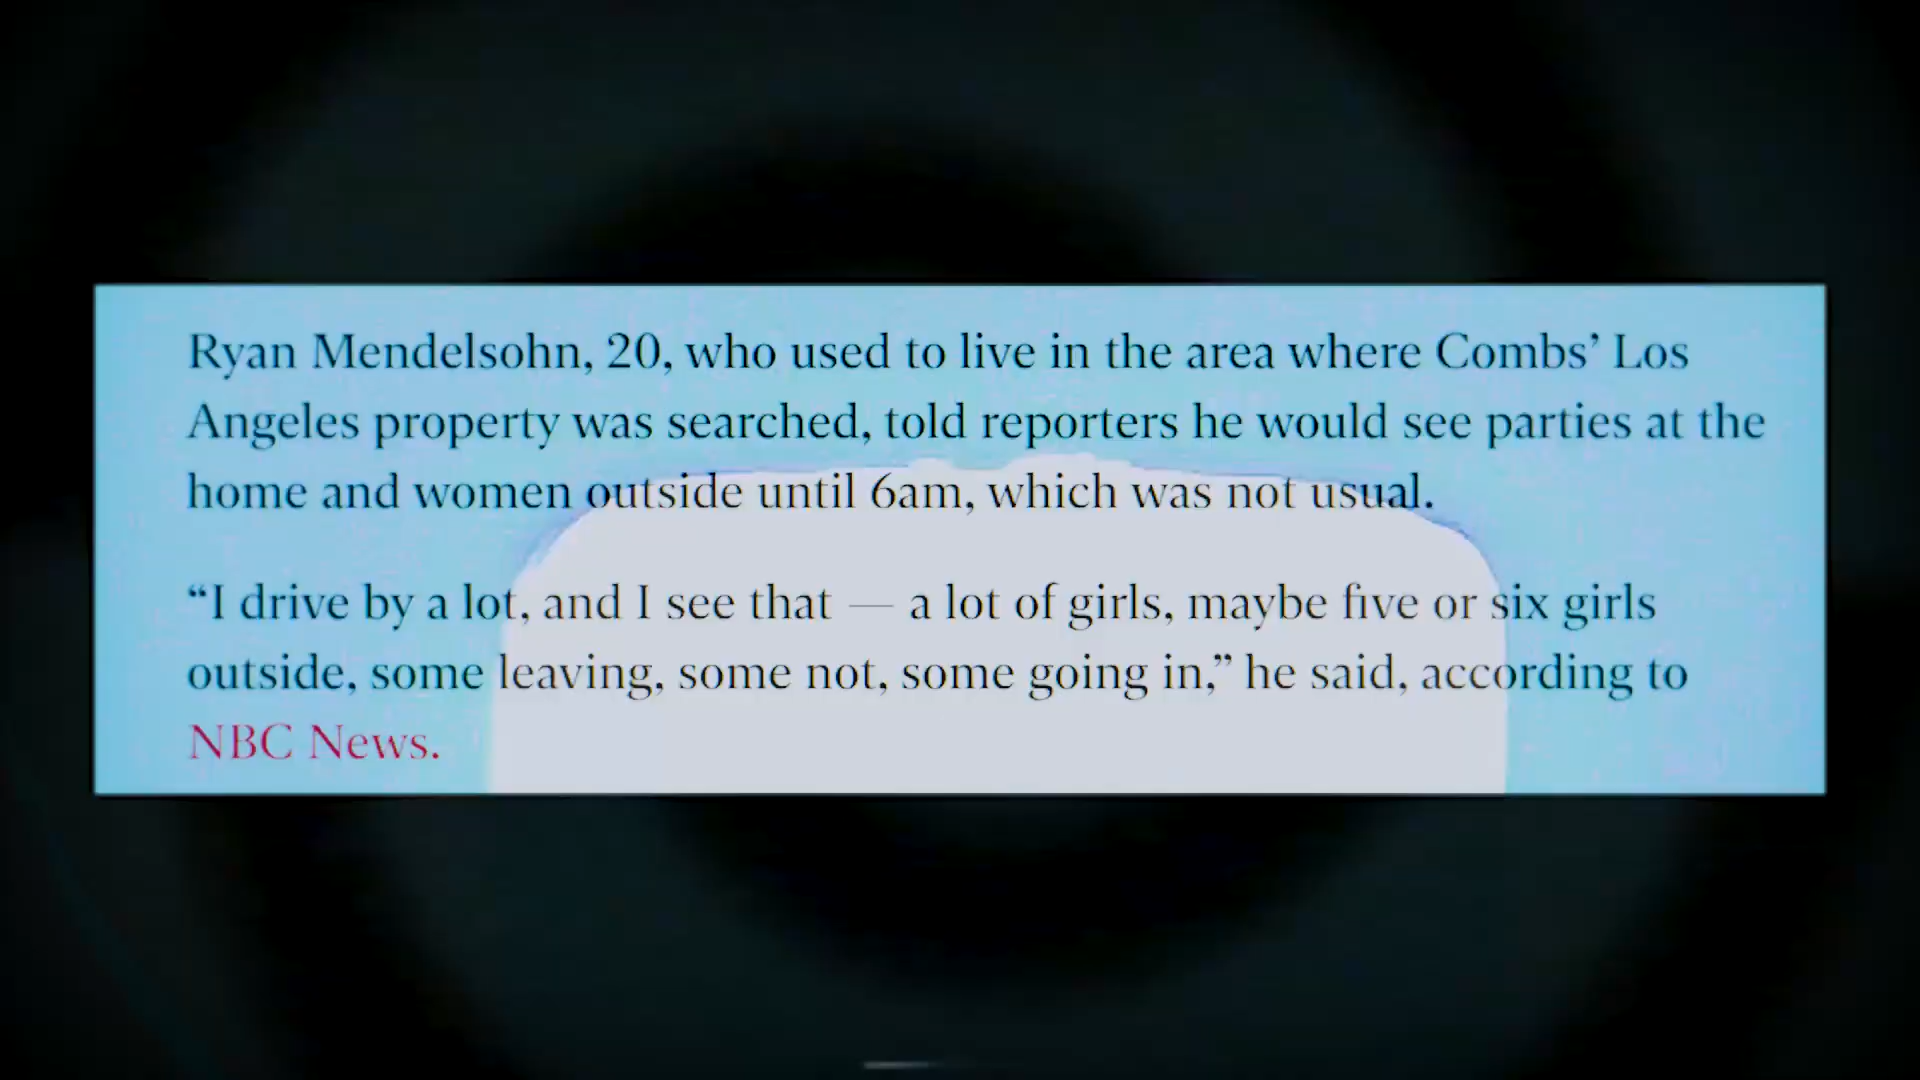 Ryan Mendelsohn, 20, who used to live in the area where Combs’ Los
Angeles property was searched, told reporters he would see parties at the
home and women outside until 6am, which was not usual.
“I drive by a lot, and I see that — a lot of girls, maybe five or six girls
outside, some leaving, some not, some going in,” he said, according to
NBC News.